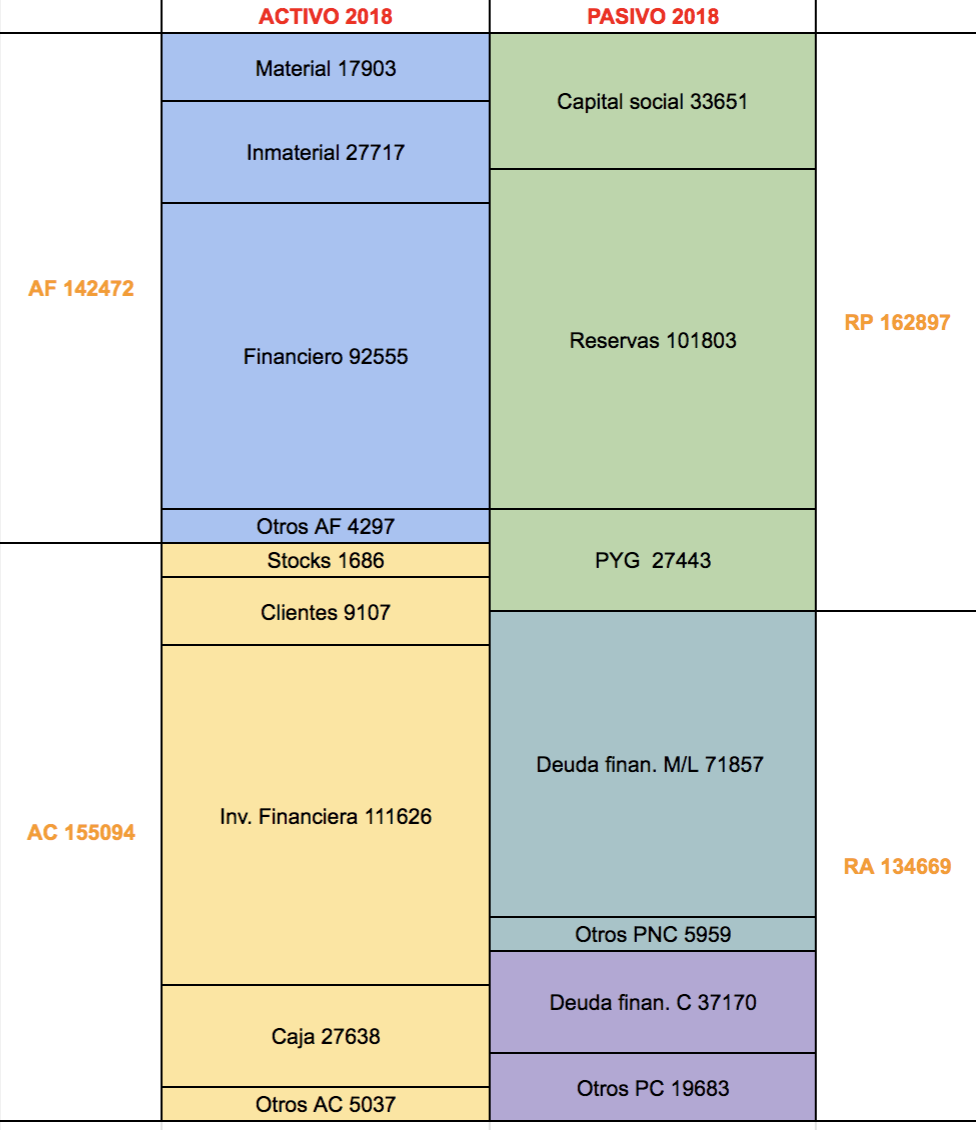 ACTIVO 2018
PASIVO 2018
AF 142472
Material 17903
Inmaterial 27717
Financiero 92555
Otros AF 4297
AC 155094
Stocks 1686
Clientes 9107
Inv. Financiera 111626
Caja 27638
Otros AC 5037
Capital social 33651
Reservas 101803
PYG 27443
RP 162897
Deuda finan. M/L 71857
Otros PNC 5959
Deuda finan. C 37170
Otros PC 19683
RA 134669